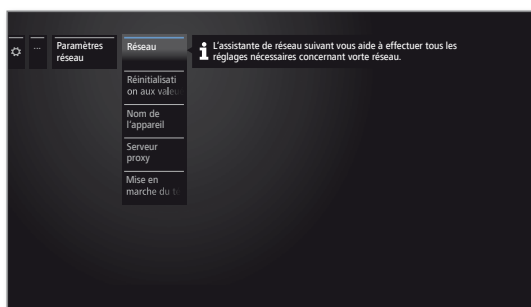 ...
Paramètres
réseau
Réseau
L'assistante de réseau suivant vous aide à effectuer tous les
réglages nécessaires concernant vorte réseau.
Réinitialisati
on aux valeu
Nom de
l'appareil
Serveur
proxy
Mise en
marche du té